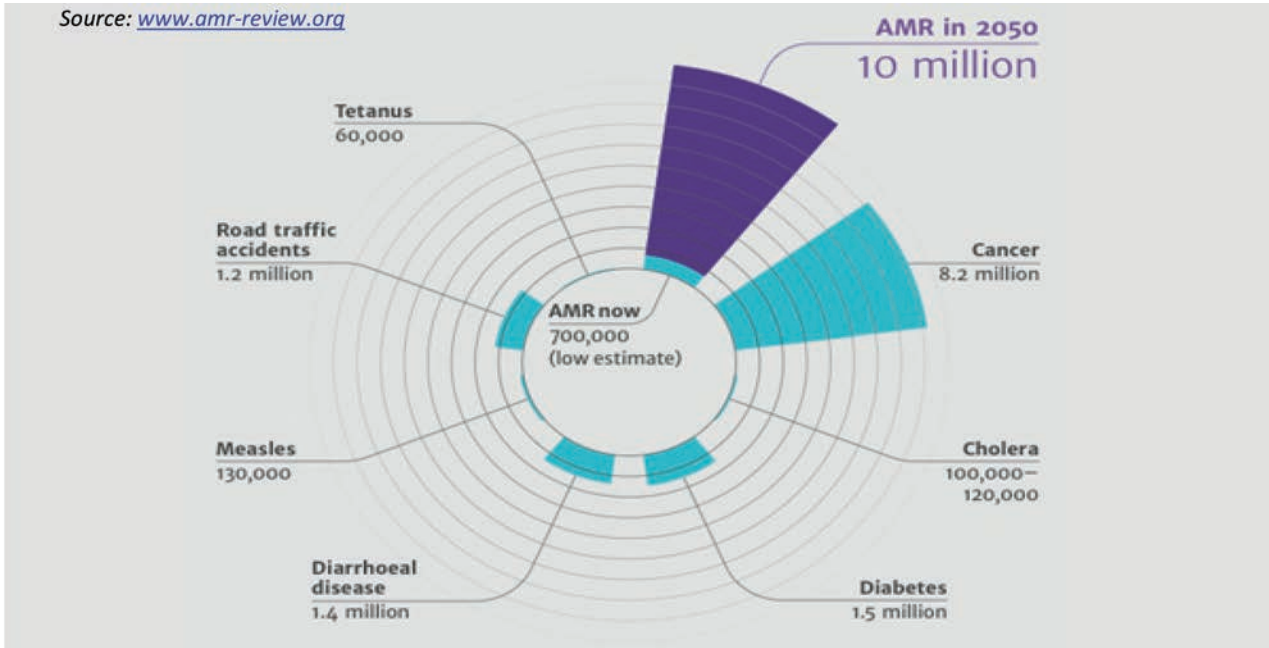 Source: www.amr-review.org
AMR in 2050
10 million
Tetanus
60,000
Road traffic
accidents
1.2 million
Cancer
8.2 million
AMR now
700,000
(low estimate)
Measles
130,000
Cholera
100,000–
120,000
Diarrhoeal
disease
1.4 million
Diabetes
1.5 million